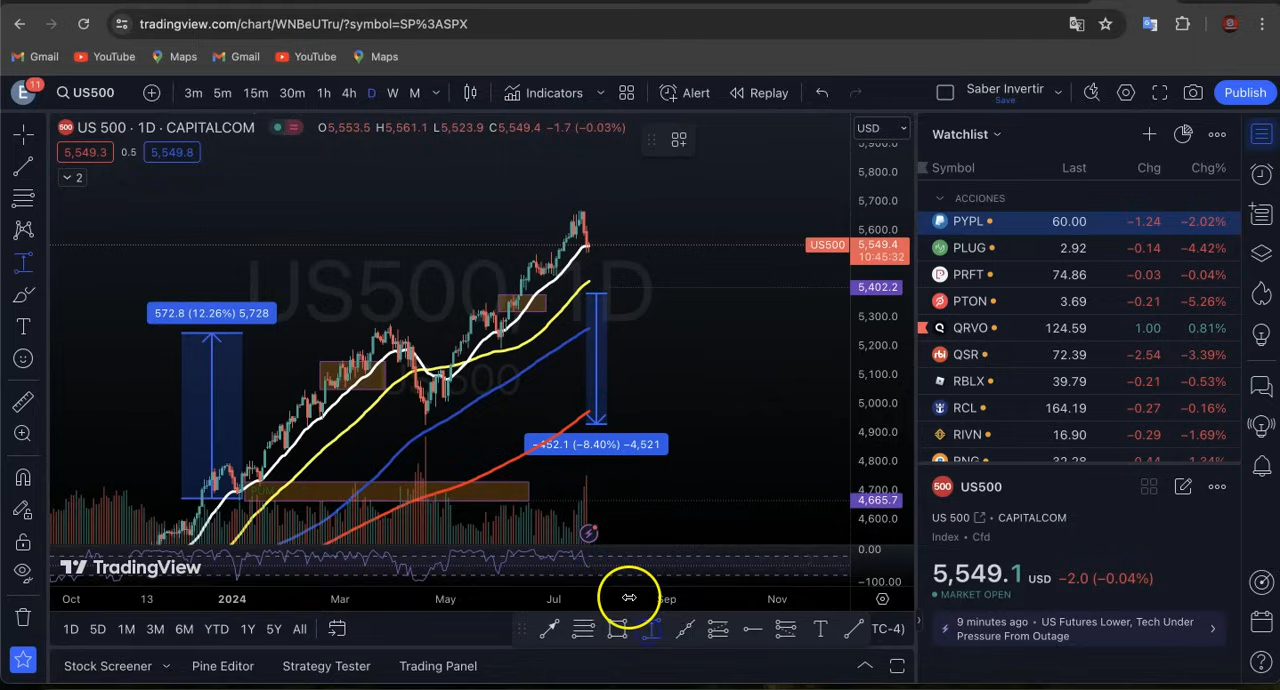 tradingview.com/chart/WNBeUTru/?symbol=SP%3ASPX
Gmail YouTube Maps Gmail YouTube Maps
E 11 US500 3m 5m 15m 30m 1h 4h D W M Indicators Alert Replay Saber Invertir Save Publish
500 US 500 · 1D · CAPITALCOM O5,553.5 H5,561.1 L5,523.9 C5,549.4 −1.7 (−0.03%) USD
5,549.3 0.5 5,549.8
2
Watchlist
Symbol Last Chg Chg%
ACCIONES
PYPL 60.00 −1.24 −2.02%
PLUG 2.92 −0.14 −4.42%
PRFT 74.86 −0.03 −0.04%
PTON 3.69 −0.21 −5.26%
QRVO 124.59 1.00 0.81%
QSR 72.39 −2.54 −3.39%
RBLX 39.79 −0.21 −0.53%
RCL 164.19 −0.27 −0.16%
RIVN 16.90 −0.29 −1.69%
5,800.0
5,700.0
5,600.0
US500 5,549.4
10:45:32
5,402.2
5,300.0
5,200.0
5,100.0
5,000.0
4,900.0
4,800.0
4,700.0
4,665.7
4,600.0
0.00
−100.00
US500 1D
US 500
572.8 (12.26%) 5,728
−452.1 (−8.40%) −4,521
TradingView
Oct 13 2024 Mar May Jul Sep Nov
1D 5D 1M 3M 6M YTD 1Y 5Y All TC-4)
Stock Screener Pine Editor Strategy Tester Trading Panel
500 US500
US 500 • CAPITALCOM
Index • Cfd
5,549.1 USD −2.0 (−0.04%)
MARKET OPEN
9 minutes ago • US Futures Lower, Tech Under
Pressure From Outage